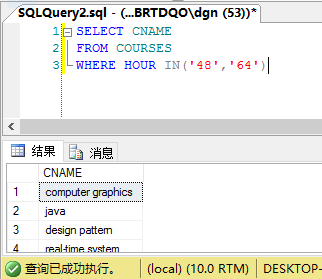 SQLQuery2.sql - (...BRTDQO\dgn (53))*
1 SELECT CNAME
2 FROM COURSES
3 WHERE HOUR IN('48','64')
结果 消息
CNAME
1 computer graphics
2 java
3 design pattern
4 real-time system
查询已成功执行。 (local) (10.0 RTM) DESKTOP-